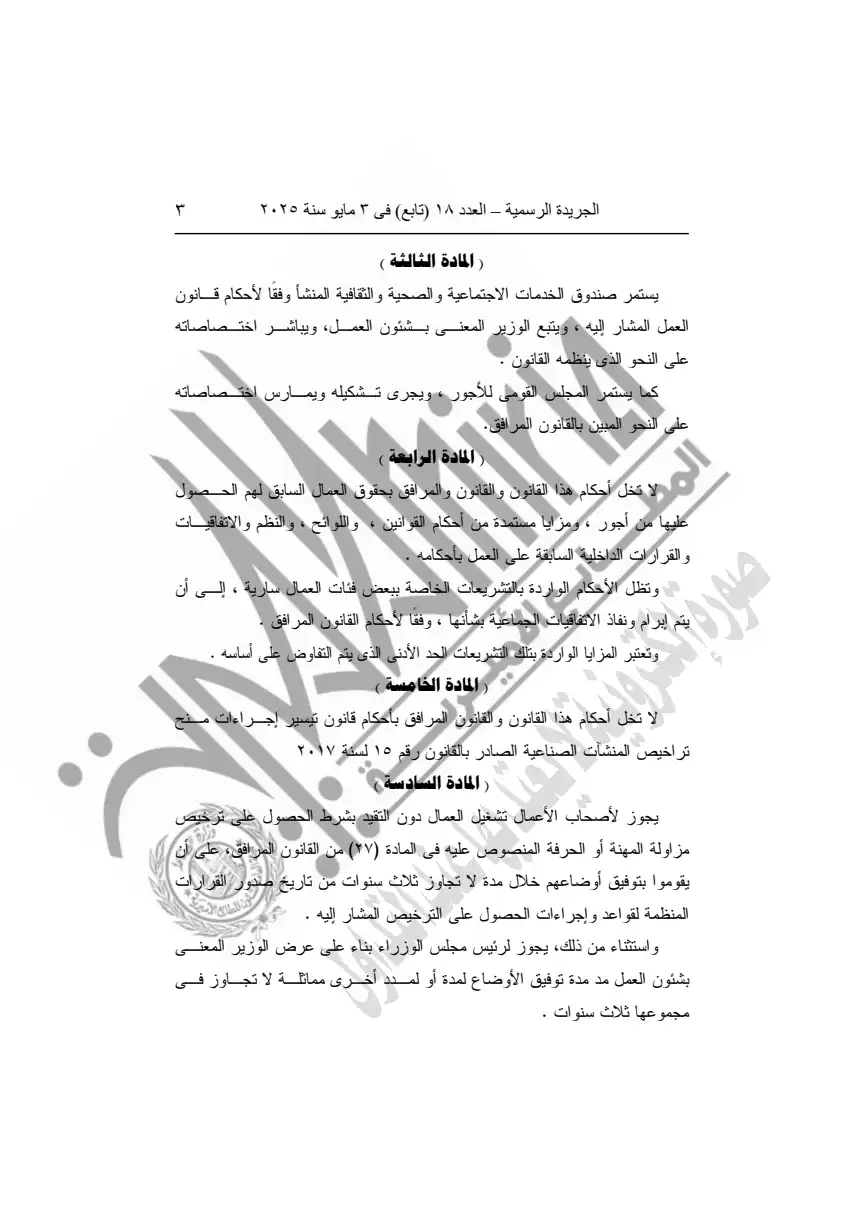 الجريدة الرسمية – العدد ١٨ (تابع) فى ٣ مايو سنة ٢٠٢٥ ٣
( المادة الثالثة )
يستمر صندوق الخدمات الاجتماعية والصحية والثقافية المنشأ وفقًا لأحكام قانون
العمل المشار إليه ، ويتبع الوزير المعنى بشئون العمل، ويباشر اختصاصاته
على النحو الذى ينظمه القانون .
كما يستمر المجلس القومى للأجور ، ويجرى تشكيله ويمارس اختصاصاته
على النحو المبين بالقانون المرافق.
( المادة الرابعة )
لا تخل أحكام هذا القانون والقانون والمرافق بحقوق العمال السابق لهم الحصول
عليها من أجور ، ومزايا مستمدة من أحكام القوانين ، واللوائح ، والنظم والاتفاقيات
والقرارات الداخلية السابقة على العمل بأحكامه .
وتظل الأحكام الواردة بالتشريعات الخاصة ببعض فئات العمال سارية ، إلى أن
يتم إبرام ونفاذ الاتفاقيات الجماعية بشأنها ، وفقًا لأحكام القانون المرافق .
وتعتبر المزايا الواردة بتلك التشريعات الحد الأدنى الذى يتم التفاوض على أساسه .
( المادة الخامسة )
لا تخل أحكام هذا القانون والقانون المرافق بأحكام قانون تيسير إجراءات منح
تراخيص المنشآت الصناعية الصادر بالقانون رقم ١٥ لسنة ٢٠١٧
( المادة السادسة )
يجوز لأصحاب الأعمال تشغيل العمال دون التقيد بشرط الحصول على ترخيص
مزاولة المهنة أو الحرفة المنصوص عليه فى المادة (٢٧) من القانون المرافق، على أن
يقوموا بتوفيق أوضاعهم خلال مدة لا تجاوز ثلاث سنوات من تاريخ صدور القرارات
المنظمة لقواعد وإجراءات الحصول على الترخيص المشار إليه .
واستثناء من ذلك، يجوز لرئيس مجلس الوزراء بناء على عرض الوزير المعنى
بشئون العمل مد مدة توفيق الأوضاع لمدة أو لمدد أخرى مماثلة لا تجاوز فى
مجموعها ثلاث سنوات .
المطابع الأميرية
صورة إلكترونية لا يعتد بها عند التداول